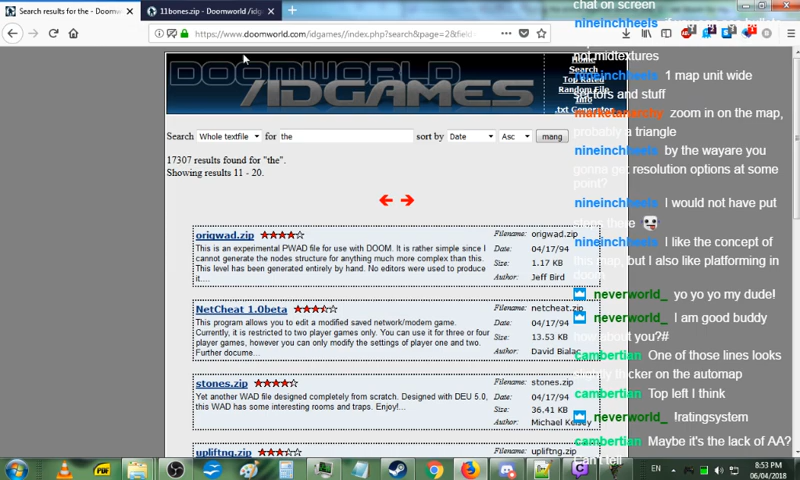 Search results for the - Doomw
11bones.zip - Doomworld /idg
https://www.doomworld.com/idgames//index.php?search&page=2&field
DOOMWORLD
/IDGAMES
Home
Search
Top Rated
Random File
Info
.txt Generator
Search Whole textfile for the sort by Date Asc mang
17307 results found for "the".
Showing results 11 - 20.
origwad.zip
This is an experimental PWAD file for use with DOOM. It is rather simple since I
cannot generate the nodes structure for anything much more complex than this.
This level has been generated entirely by hand. No editors were used to produce
it....
Filename: origwad.zip
Date: 04/17/94
Size: 1.17 KB
Author: Jeff Bird
NetCheat 1.0beta
This program allows you to edit a modified saved network/modem game.
Currently, it is restricted to two player games only. You can use it for three or four
player games, however you can only modify the settings of player one and two.
Further docume...
Filename: netcheat.zip
Date: 04/17/94
Size: 13.53 KB
Author: David Bialac
stones.zip
Yet another WAD file designed completely from scratch. Designed with DEU 5.0,
this WAD has some interesting rooms and traps. Enjoy!...
Filename: stones.zip
Date: 04/17/94
Size: 36.41 KB
Author: Michael Kelsey
upliftng.zip
Filename: upliftng.zip
Date: 04/17/94
chat on screen
nineinchheels
not midtextures
nineinchheels 1 map unit wide
sectors and stuff
marketanarchy zoom in on the map,
probably a triangle
nineinchheels by the wayare you
gonna get resolution options at some
point?
nineinchheels I would not have put
steps there
nineinchheels I like the concept of
this map, but I also like platforming in
doom
neverworld_ yo yo yo my dude!
neverworld_ I am good buddy
how about you?#
cambertian One of those lines looks
slightly thicker on the automap
cambertian Top left I think
neverworld_ !ratingsystem
cambertian Maybe it's the lack of AA?
Can't tell
PDF
EN
8:53 PM
06/04/2018